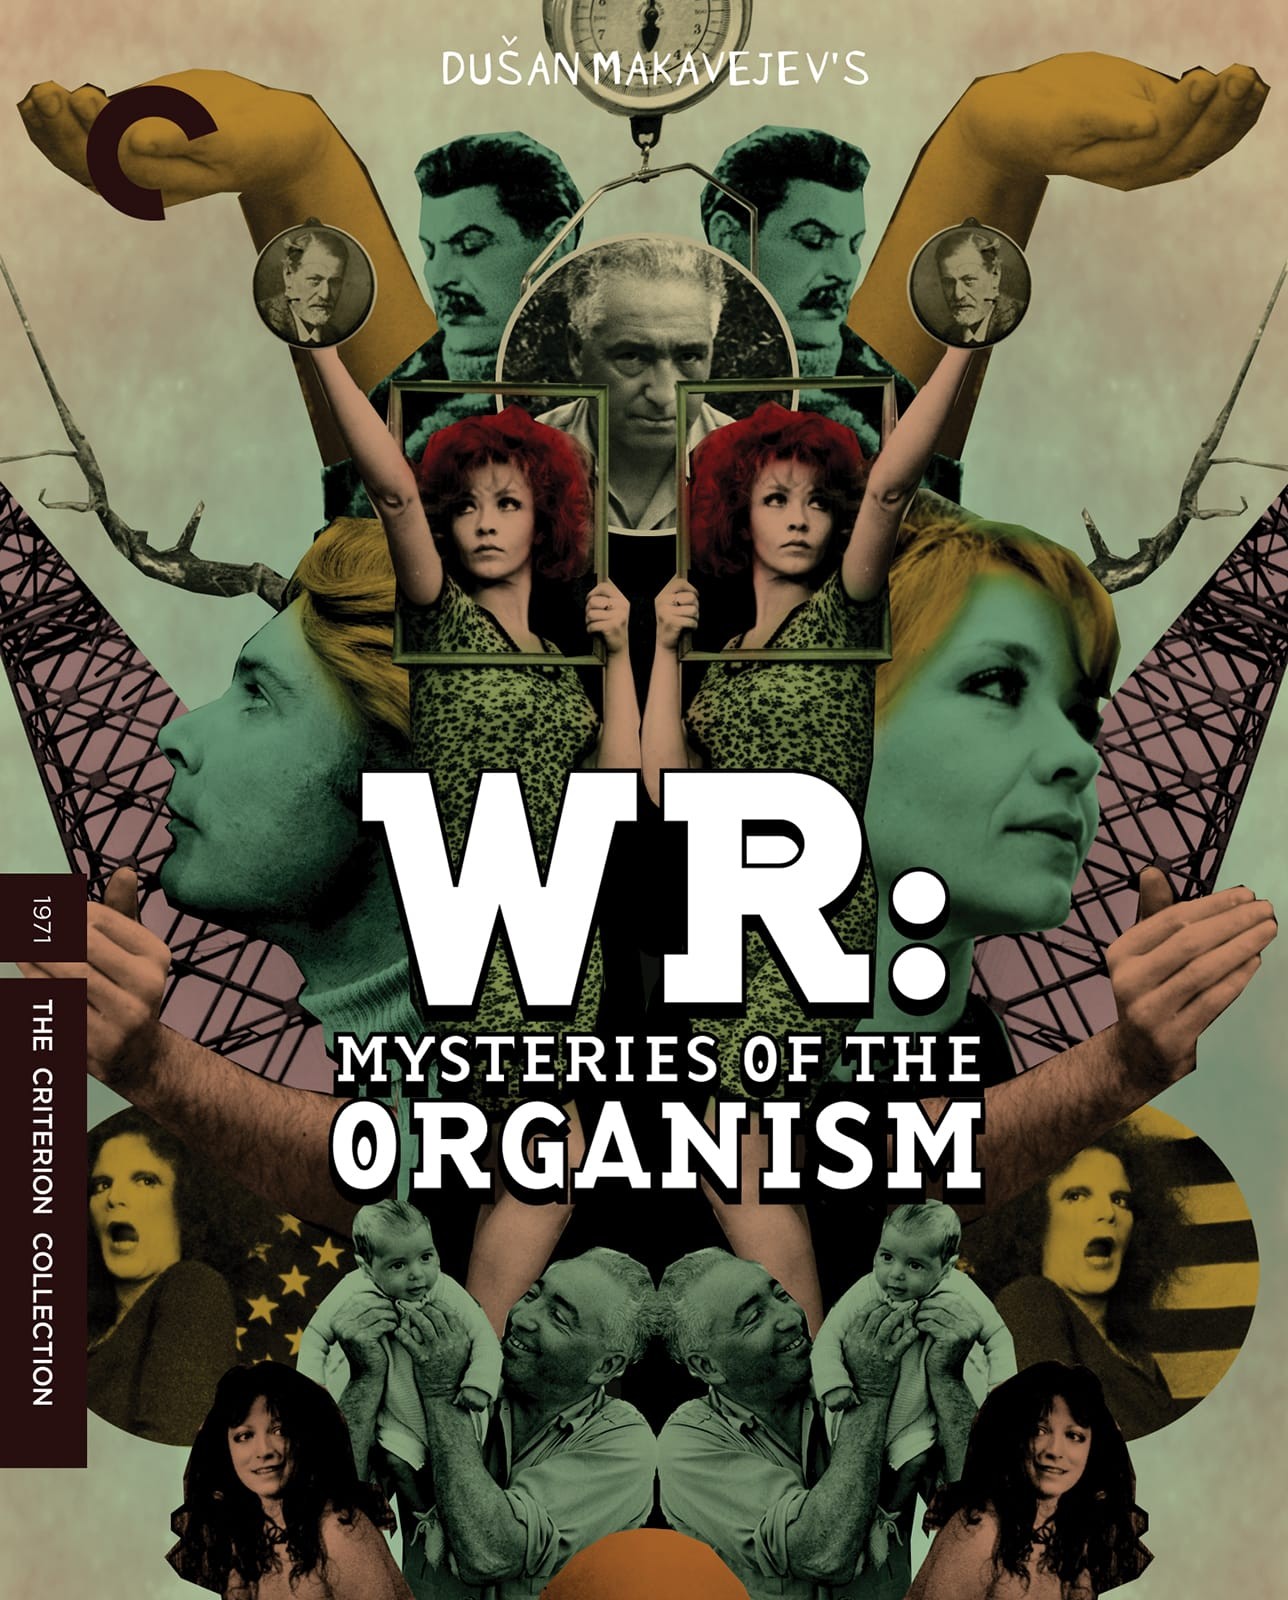 DUŠAN MAKAVEJEV'S
WR:
MYSTERIES OF THE
ORGANISM
1971
THE CRITERION COLLECTION